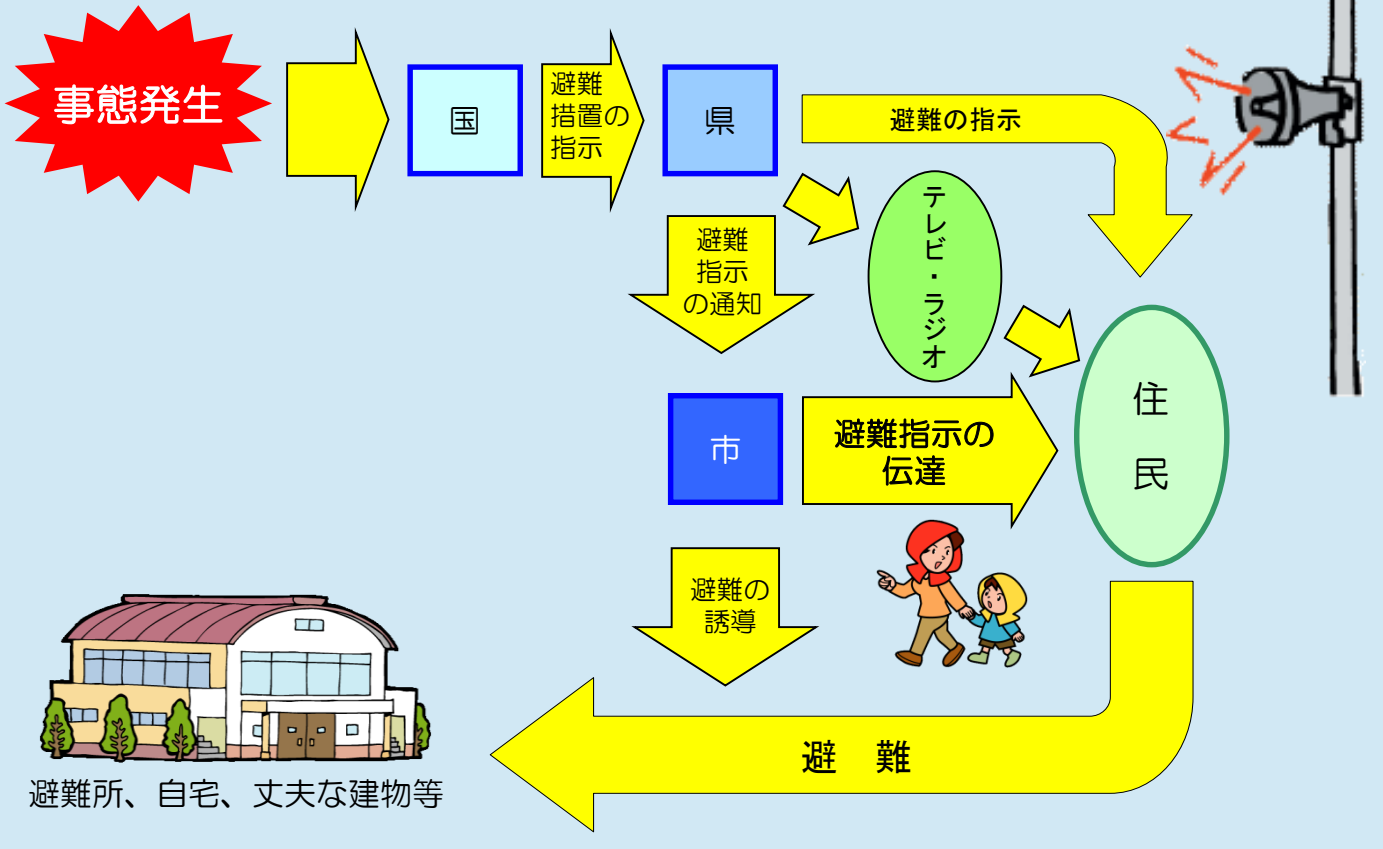 事態発生
国
避難
措置の
指示
県
避難の指示
テレビ・ラジオ
避難
指示
の通知
市
避難指示の
伝達
住
民
避難の
誘導
避　難
避難所、自宅、丈夫な建物等